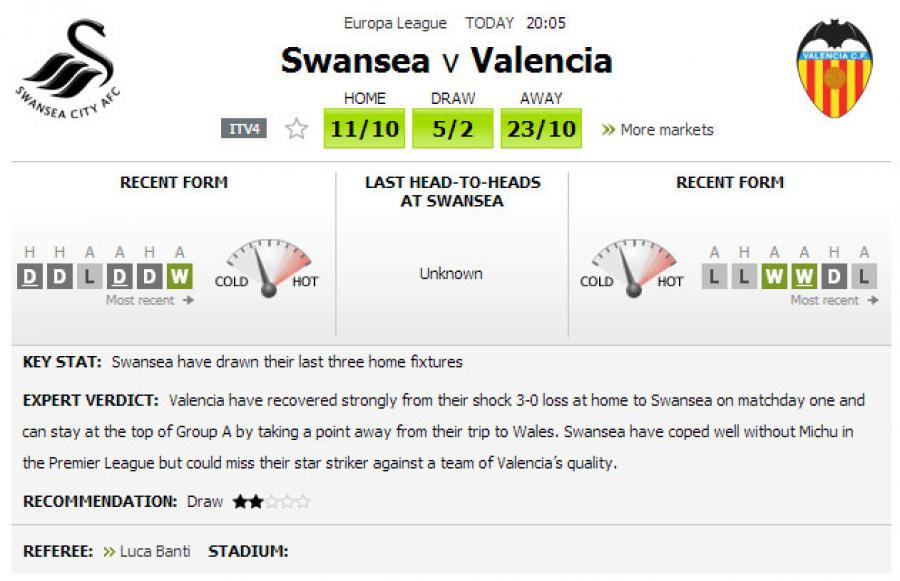 Europa League TODAY 20:05
Swansea v Valencia
SWANSEA CITY AFC
VALENCIA C.F.
HOME DRAW AWAY
ITV4 11/10 5/2 23/10 » More markets
RECENT FORM
H H A A H A
D D L D D W
Most recent →
COLD HOT
LAST HEAD-TO-HEADS
AT SWANSEA
Unknown
RECENT FORM
COLD HOT
A H A A H A
L L W W D L
Most recent →
KEY STAT: Swansea have drawn their last three home fixtures
EXPERT VERDICT: Valencia have recovered strongly from their shock 3-0 loss at home to Swansea on matchday one and
can stay at the top of Group A by taking a point away from their trip to Wales. Swansea have coped well without Michu in
the Premier League but could miss their star striker against a team of Valencia's quality.
RECOMMENDATION: Draw ★★☆☆☆
REFEREE: » Luca Banti STADIUM: